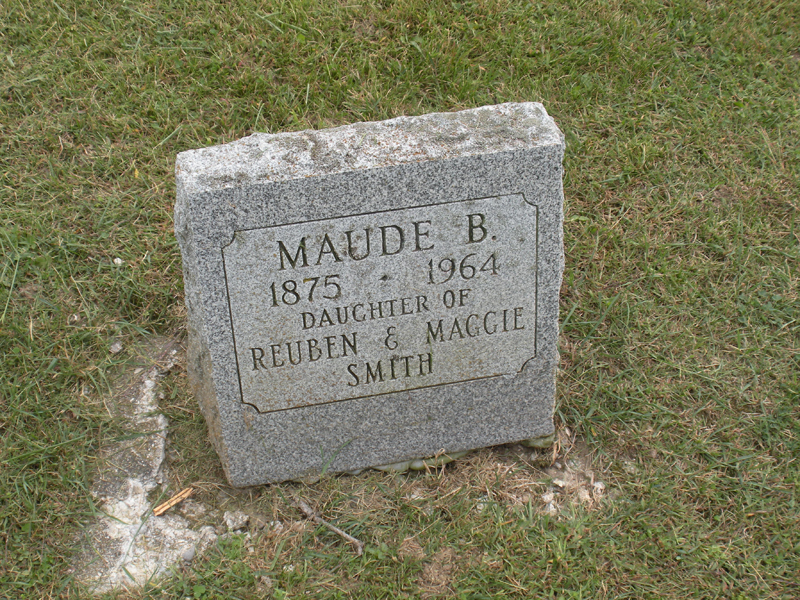 MAUDE B.
1875 · 1964
DAUGHTER OF
REUBEN & MAGGIE
SMITH